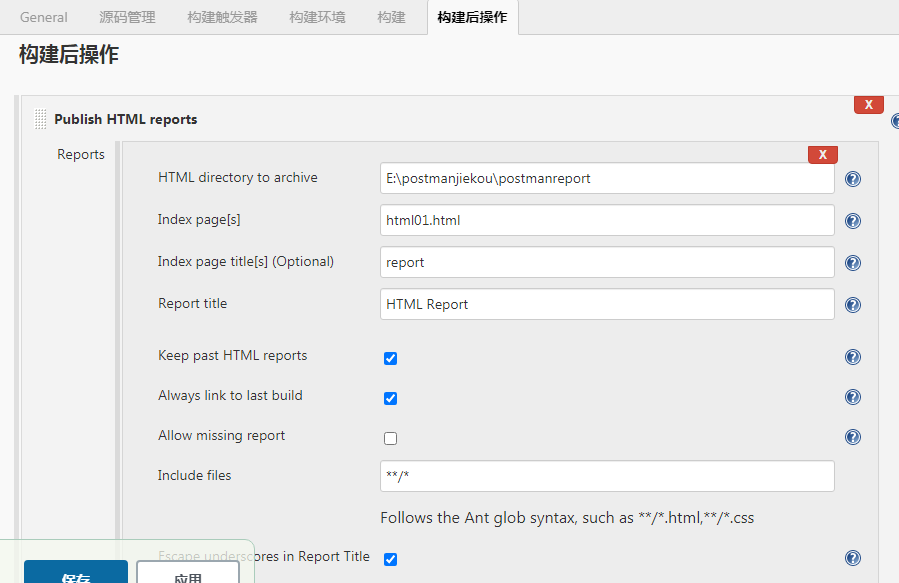 General 源码管理 构建触发器 构建环境 构建 构建后操作
构建后操作
X
Publish HTML reports
Reports
X
HTML directory to archive E:\postmanjiekou\postmanreport
Index page[s] html01.html
Index page title[s] (Optional) report
Report title HTML Report
Keep past HTML reports
Always link to last build
Allow missing report
Include files **/*
Follows the Ant glob syntax, such as **/*.html,**/*.css
Escape underscores in Report Title
保存 应用